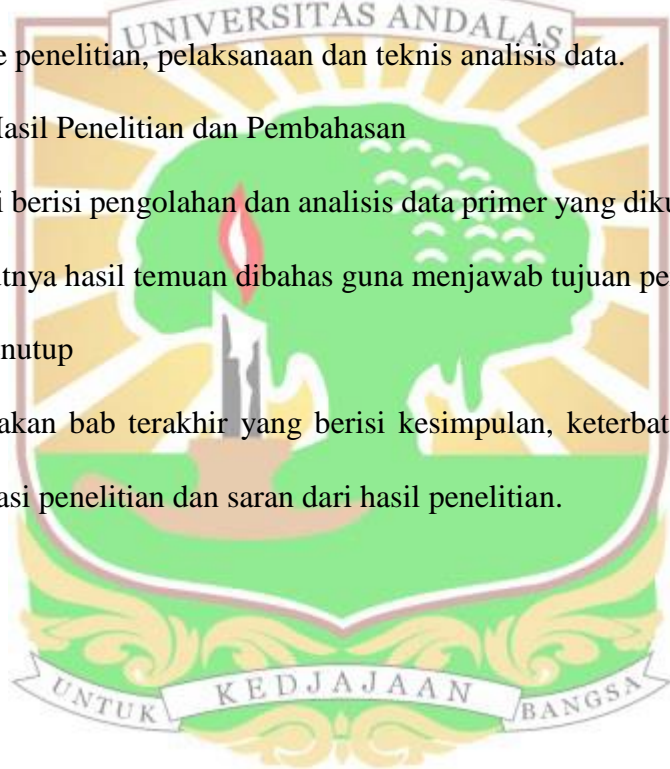 UNIVERSITAS ANDALAS
e penelitian, pelaksanaan dan teknis analisis data.
Hasil Penelitian dan Pembahasan
i berisi pengolahan dan analisis data primer yang diku
utnya hasil temuan dibahas guna menjawab tujuan pe
nutup
akan bab terakhir yang berisi kesimpulan, keterbat
asi penelitian dan saran dari hasil penelitian.
UNTUK KEDJAJAAN BANGSA